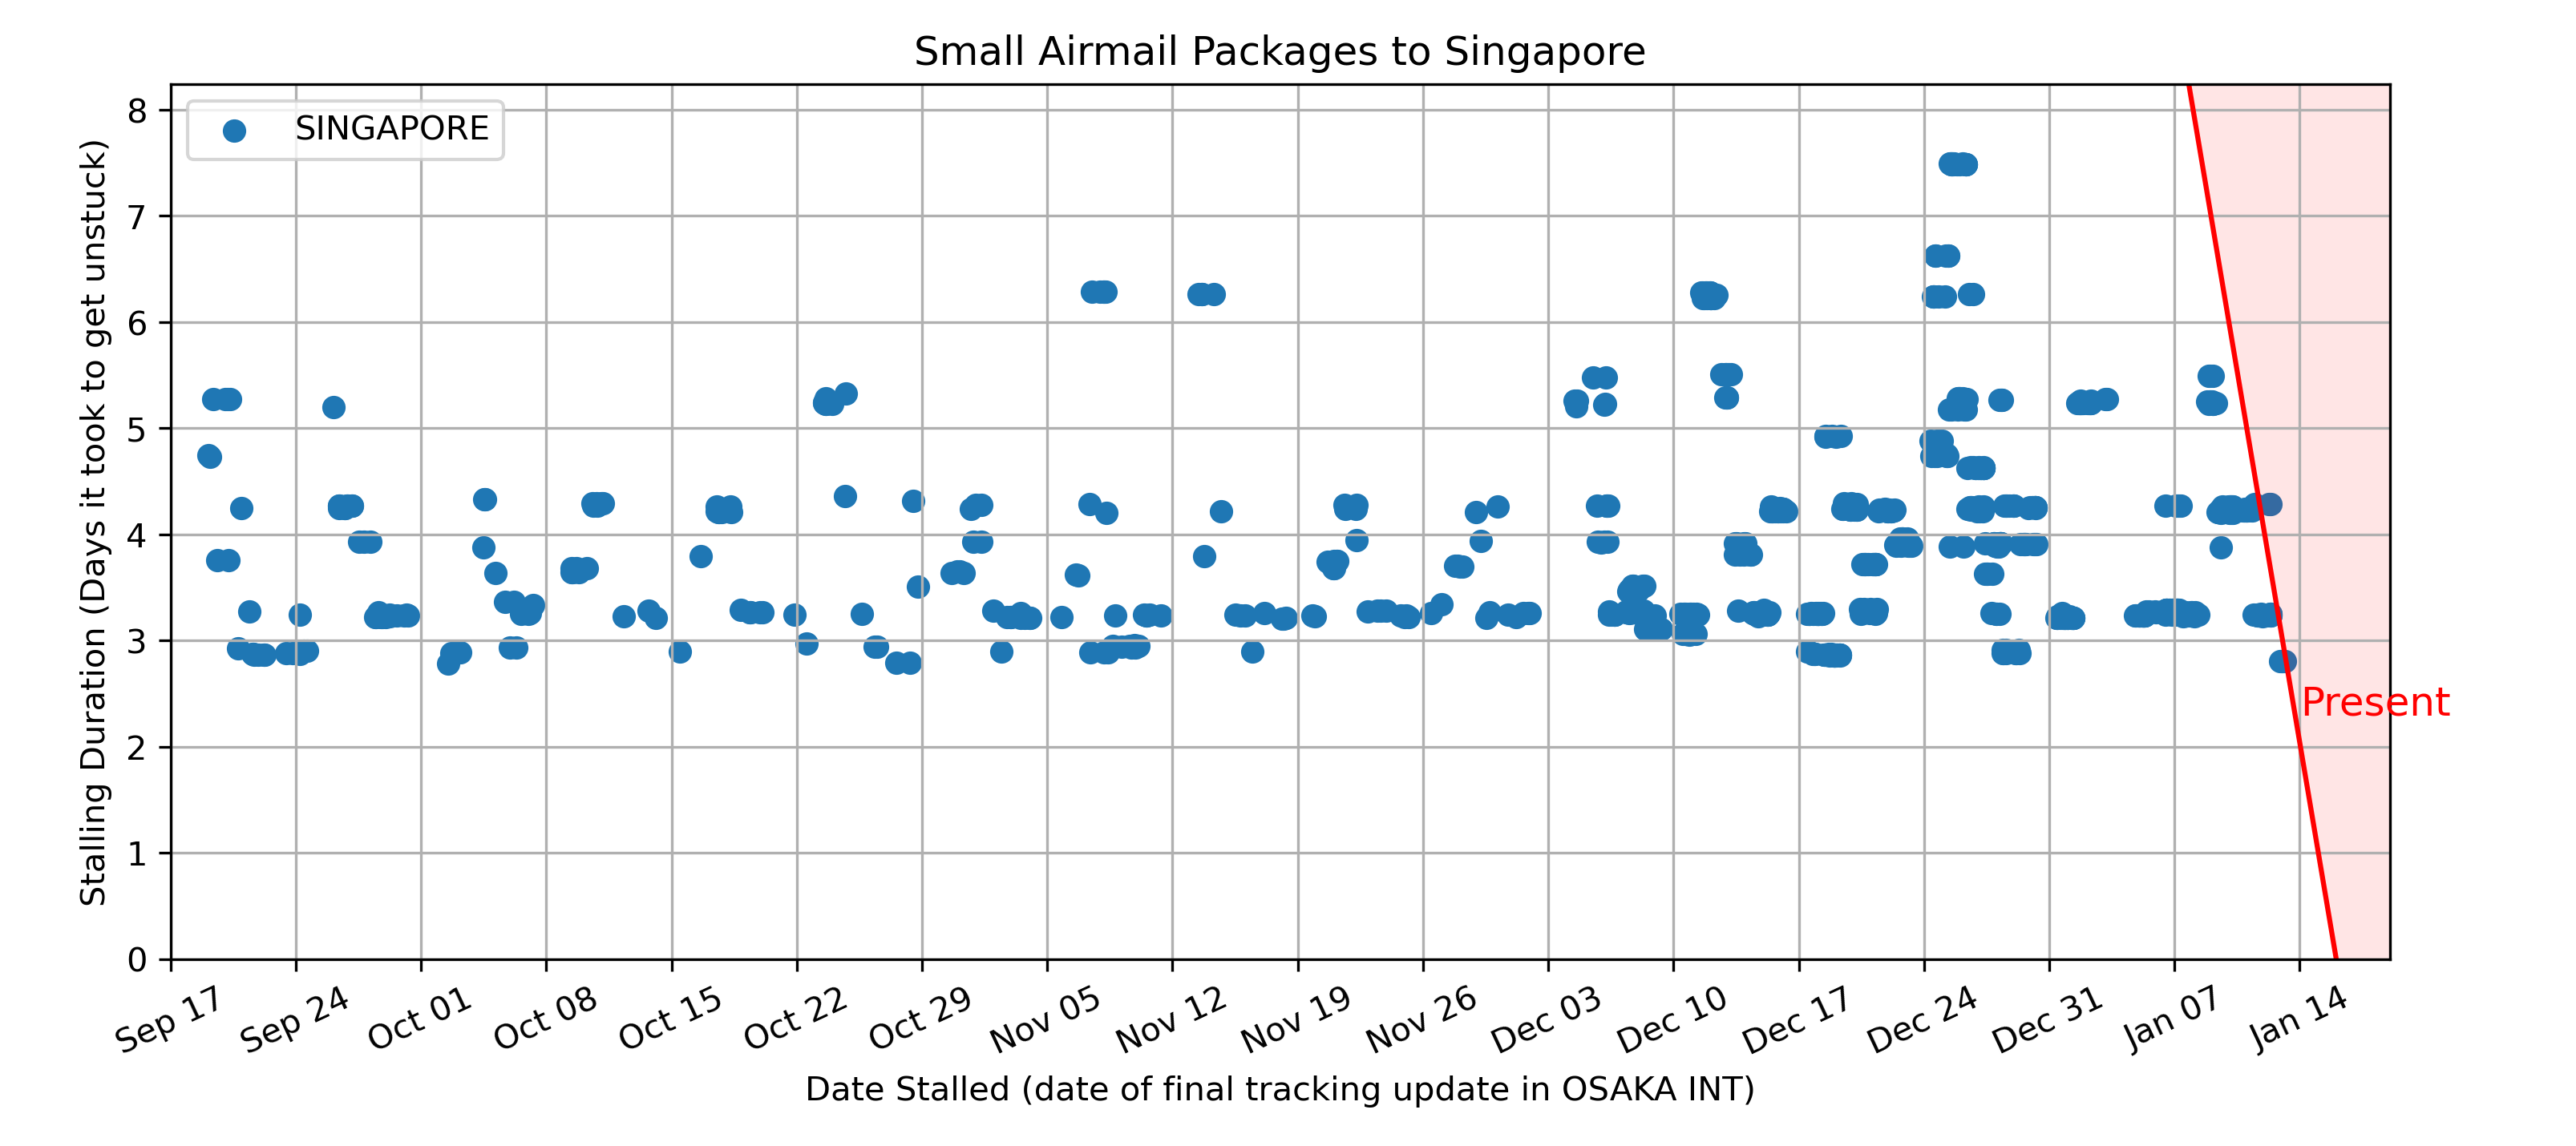 Small Airmail Packages to Singapore
SINGAPORE
Stalling Duration (Days it took to get unstuck)
8
7
6
5
4
3
2
1
0
Present
Sep 17
Sep 24
Oct 01
Oct 08
Oct 15
Oct 22
Oct 29
Nov 05
Nov 12
Nov 19
Nov 26
Dec 03
Dec 10
Dec 17
Dec 24
Dec 31
Jan 07
Jan 14
Date Stalled (date of final tracking update in OSAKA INT)